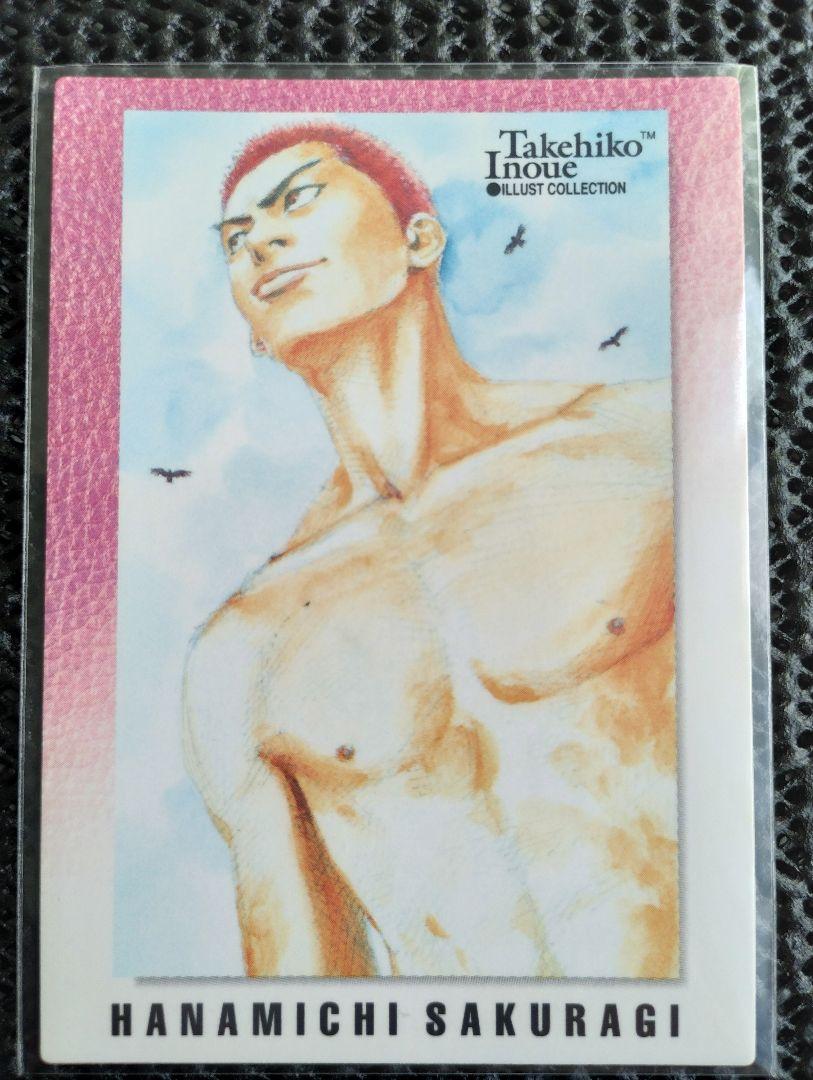 Takehiko™
Inoue
●ILLUST COLLECTION
HANAMICHI SAKURAGI